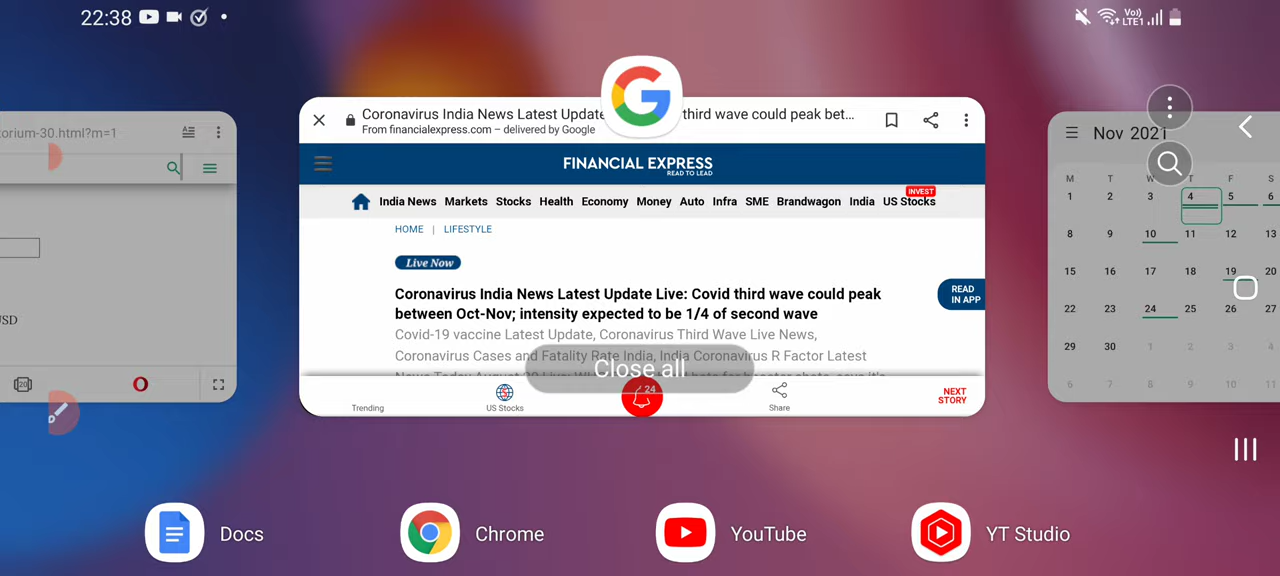 22:38
Vo)) LTE1
orium-30.html?m=1
SD
20
Coronavirus India News Latest Update
third wave could peak bet...
From financialexpress.com – delivered by Google
FINANCIAL EXPRESS
READ TO LEAD
INVEST
India News Markets Stocks Health Economy Money Auto Infra SME Brandwagon India US Stocks
HOME | LIFESTYLE
Live Now
Coronavirus India News Latest Update Live: Covid third wave could peak
between Oct-Nov; intensity expected to be 1/4 of second wave
READ
IN APP
Covid-19 vaccine Latest Update, Coronavirus Third Wave Live News,
Coronavirus Cases and Fatality Rate India, India Coronavirus R Factor Latest
Close all
24
Trending
US Stocks
Share
NEXT
STORY
Nov 2021
M T W T F S
1 2 3 4 5 6
8 9 10 11 12 13
15 16 17 18 19 20
22 23 24 25 26 27
29 30 1 2 3 4
6 7 8 9 10 11
Docs
Chrome
YouTube
YT Studio